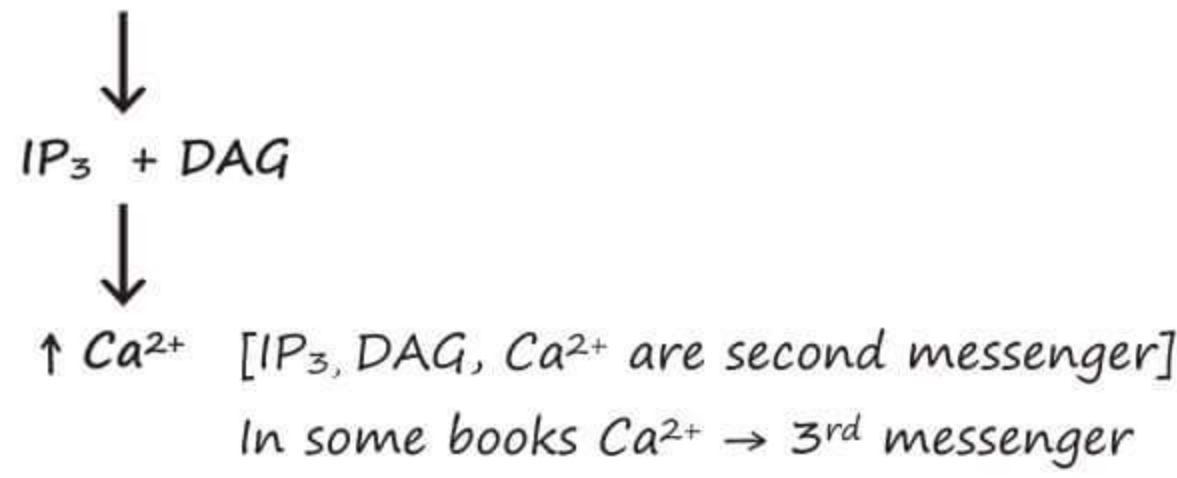 ↓
IP₃ + DAG
↓
↑ Ca²⁺ [IP₃, DAG, Ca²⁺ are second messenger]
In some books Ca²⁺ → 3ʳᵈ messenger